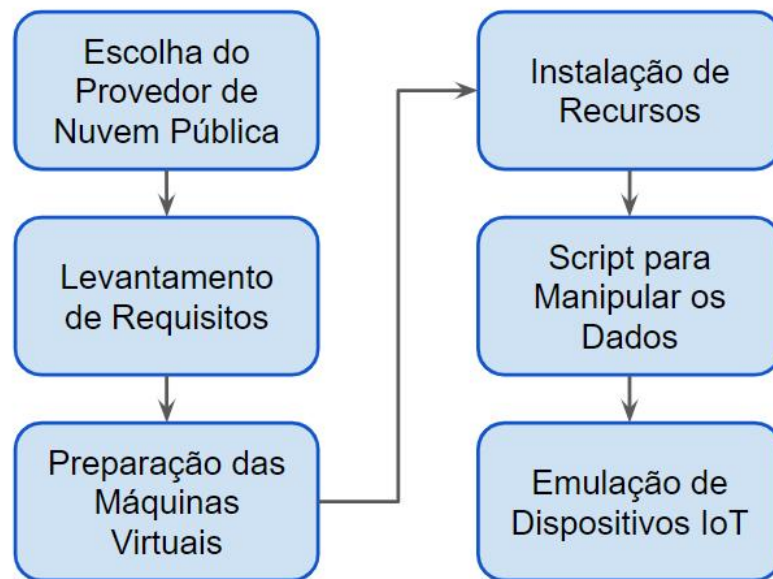 Escolha do
Provedor de
Nuvem Pública
Levantamento
de Requisitos
Preparação das
Máquinas
Virtuais
Instalação de
Recursos
Script para
Manipular os
Dados
Emulação de
Dispositivos IoT